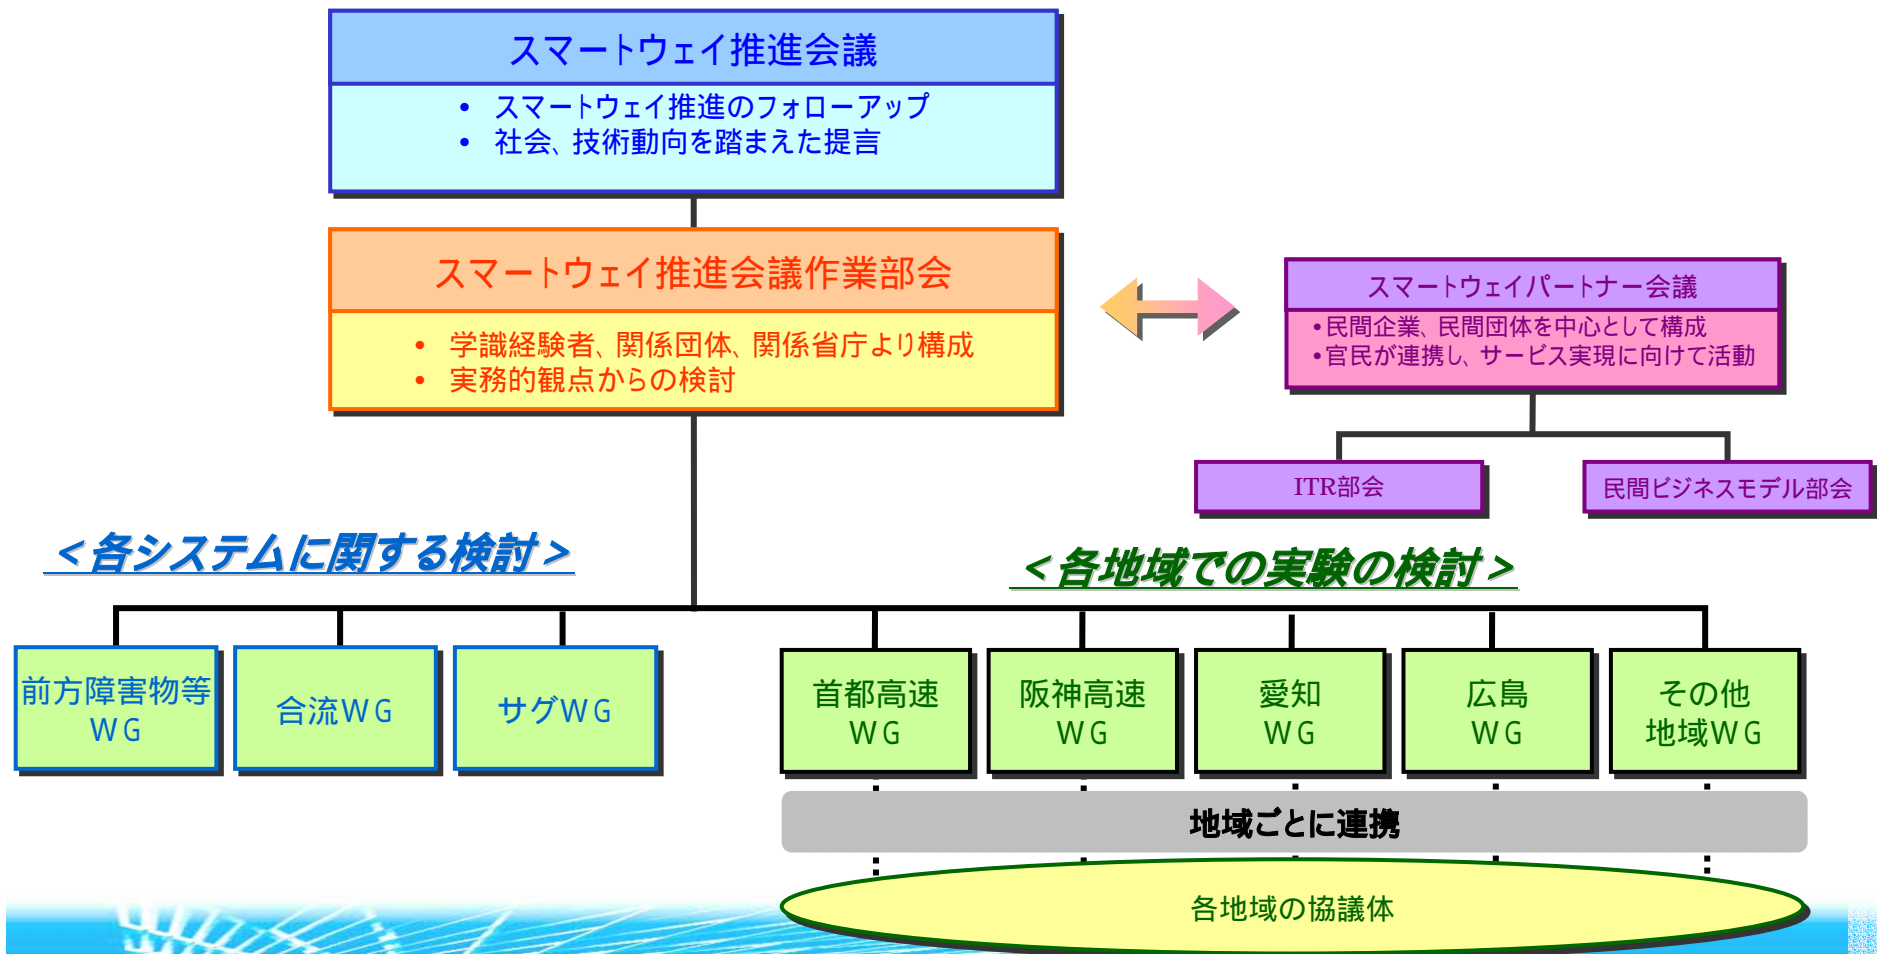 スマートウェイ推進会議
• スマートウェイ推進のフォローアップ
• 社会、技術動向を踏まえた提言
スマートウェイ推進会議作業部会
• 学識経験者、関係団体、関係省庁より構成
• 実務的観点からの検討
スマートウェイパートナー会議
•民間企業、民間団体を中心として構成
•官民が連携し、サービス実現に向けて活動
ITR部会
民間ビジネスモデル部会
＜各システムに関する検討＞
＜各地域での実験の検討＞
前方障害物等
ＷＧ
合流ＷＧ
サグＷＧ
首都高速
ＷＧ
阪神高速
ＷＧ
愛知
ＷＧ
広島
ＷＧ
その他
地域ＷＧ
地域ごとに連携
各地域の協議体